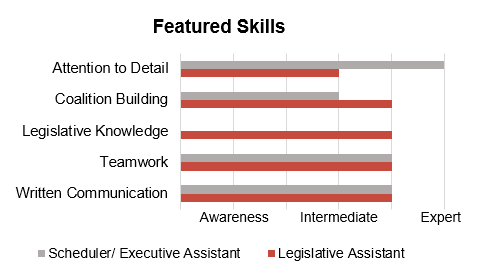 Featured Skills
Attention to Detail
Coalition Building
Legislative Knowledge
Teamwork
Written Communication
Awareness Intermediate Expert
Scheduler/ Executive Assistant Legislative Assistant